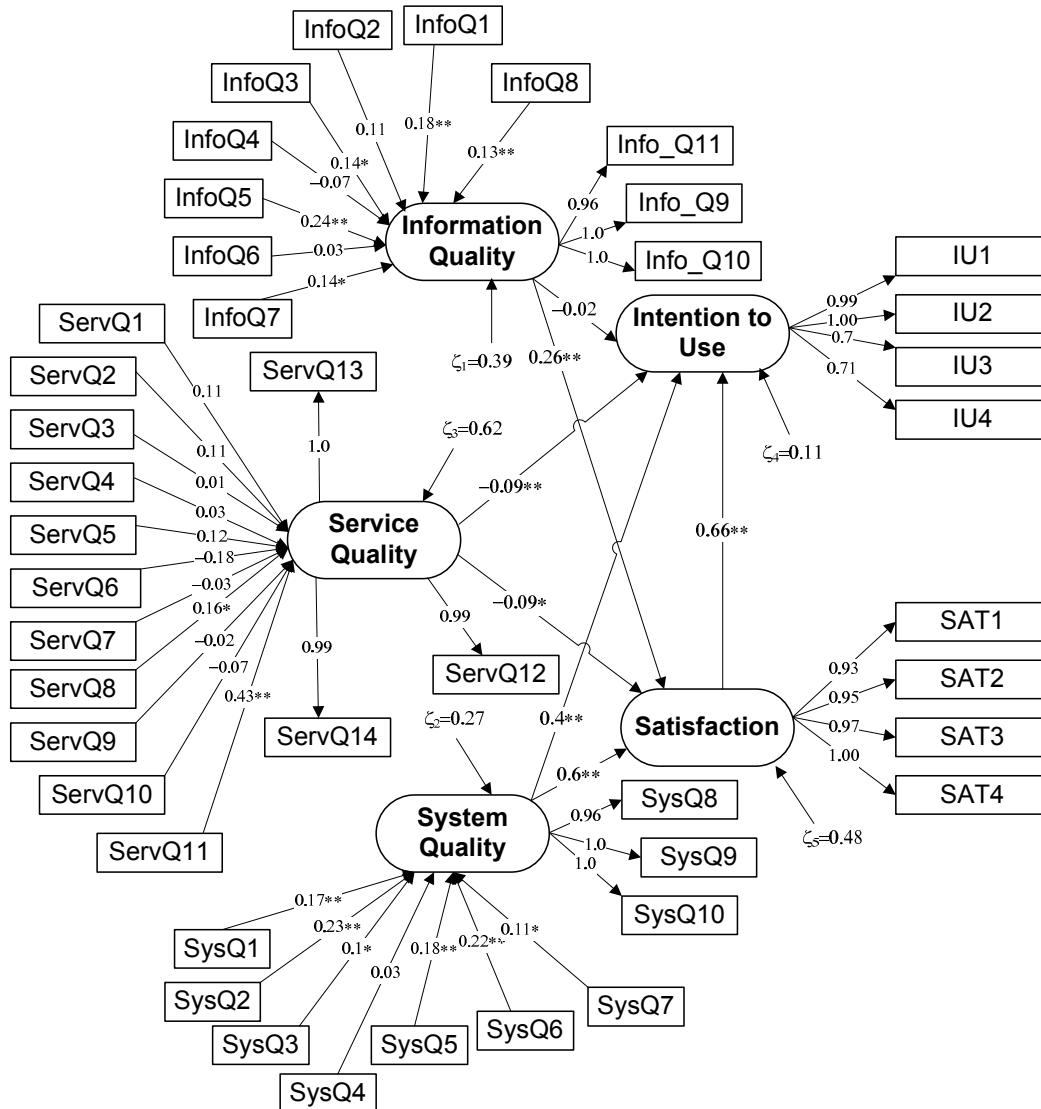 InfoQ1
InfoQ2
InfoQ3
InfoQ8
InfoQ4
InfoQ5
InfoQ6
InfoQ7
0.18**
0.11
0.14*
0.13**
−0.07
0.24**
0.03
0.14*
Information
Quality
Info_Q11
Info_Q9
Info_Q10
0.96
1.0
1.0
ζ1=0.39
−0.02
0.26**
Intention to
Use
IU1
IU2
IU3
IU4
0.99
1.00
0.7
0.71
ζ4=0.11
ServQ1
ServQ2
ServQ3
ServQ4
ServQ5
ServQ6
ServQ7
ServQ8
ServQ9
ServQ10
ServQ11
0.11
0.11
0.01
0.03
0.12
−0.18
−0.03
0.16*
−0.02
−0.07
0.43**
ServQ13
1.0
ζ3=0.62
Service
Quality
−0.09**
−0.09*
0.99
ServQ12
0.99
ServQ14
0.66**
Satisfaction
SAT1
SAT2
SAT3
SAT4
0.93
0.95
0.97
1.00
ζ5=0.48
ζ2=0.27
0.4**
0.6**
System
Quality
SysQ8
SysQ9
SysQ10
0.96
1.0
1.0
0.17**
0.23**
0.1*
0.03
0.18**
0.22**
0.11*
SysQ1
SysQ2
SysQ3
SysQ4
SysQ5
SysQ6
SysQ7